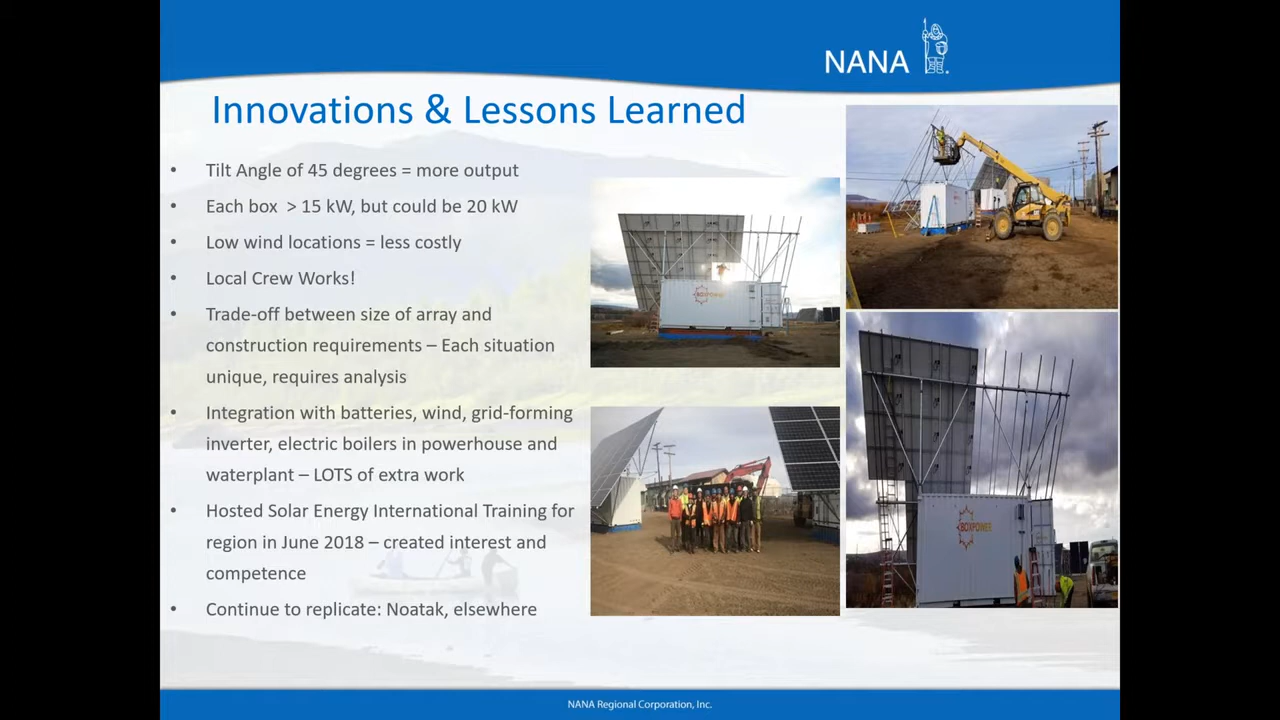 NANA
Innovations & Lessons Learned
• Tilt Angle of 45 degrees = more output
• Each box > 15 kW, but could be 20 kW
• Low wind locations = less costly
• Local Crew Works!
• Trade-off between size of array and
construction requirements – Each situation
unique, requires analysis
• Integration with batteries, wind, grid-forming
inverter, electric boilers in powerhouse and
waterplant – LOTS of extra work
• Hosted Solar Energy International Training for
region in June 2018 – created interest and
competence
• Continue to replicate: Noatak, elsewhere
BOXPOWER
BOXPOWER
NANA Regional Corporation, Inc.